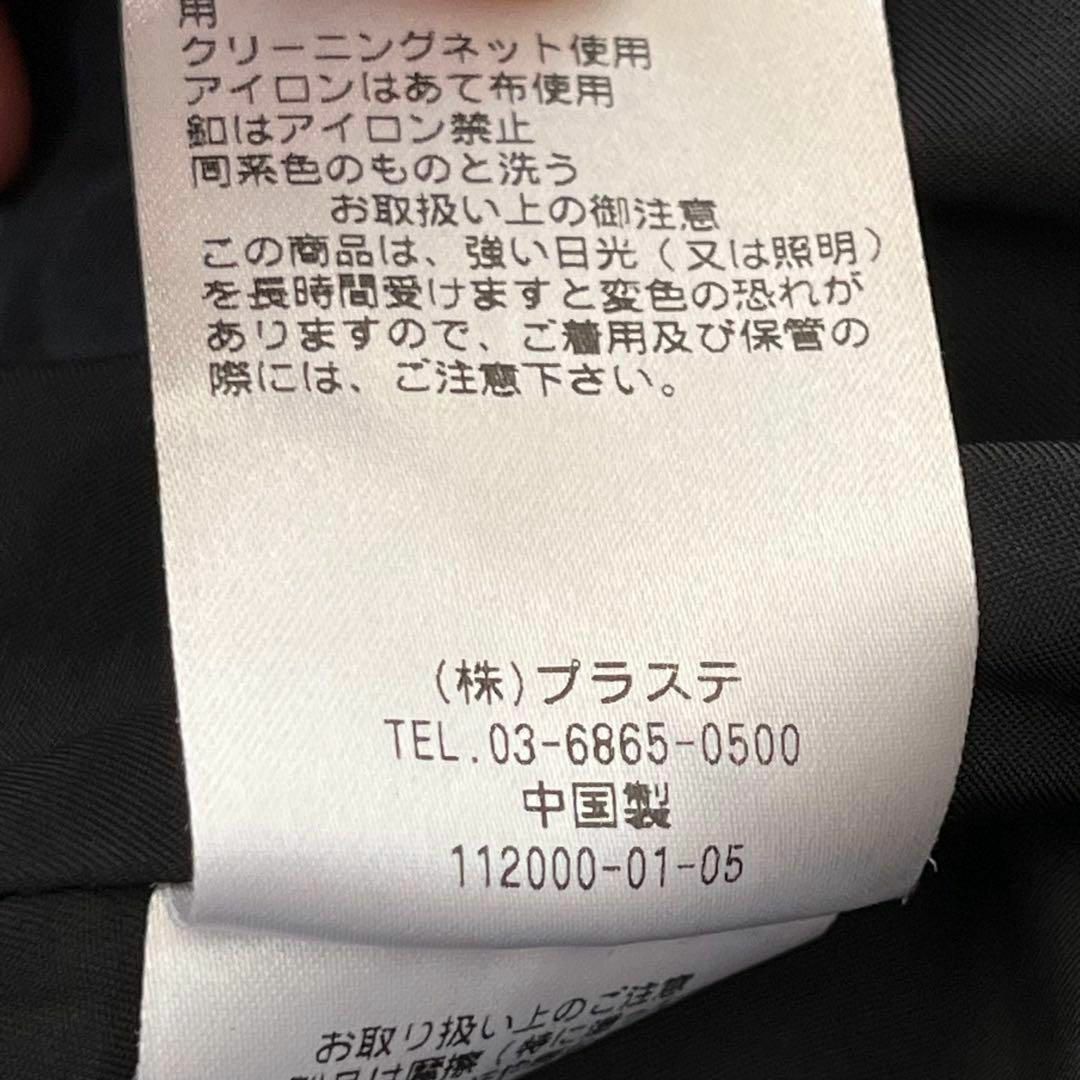 用
クリーニングネット使用
アイロンはあて布使用
釦はアイロン禁止
同系色のものと洗う
お取扱い上の御注意
この商品は、強い日光（又は照明）
を長時間受けますと変色の恐れが
ありますので、ご着用及び保管の
際には、ご注意下さい。
(株)プラステ
TEL.03-6865-0500
中国製
112000-01-05
お取り扱い上のご注意
は摩擦(特に